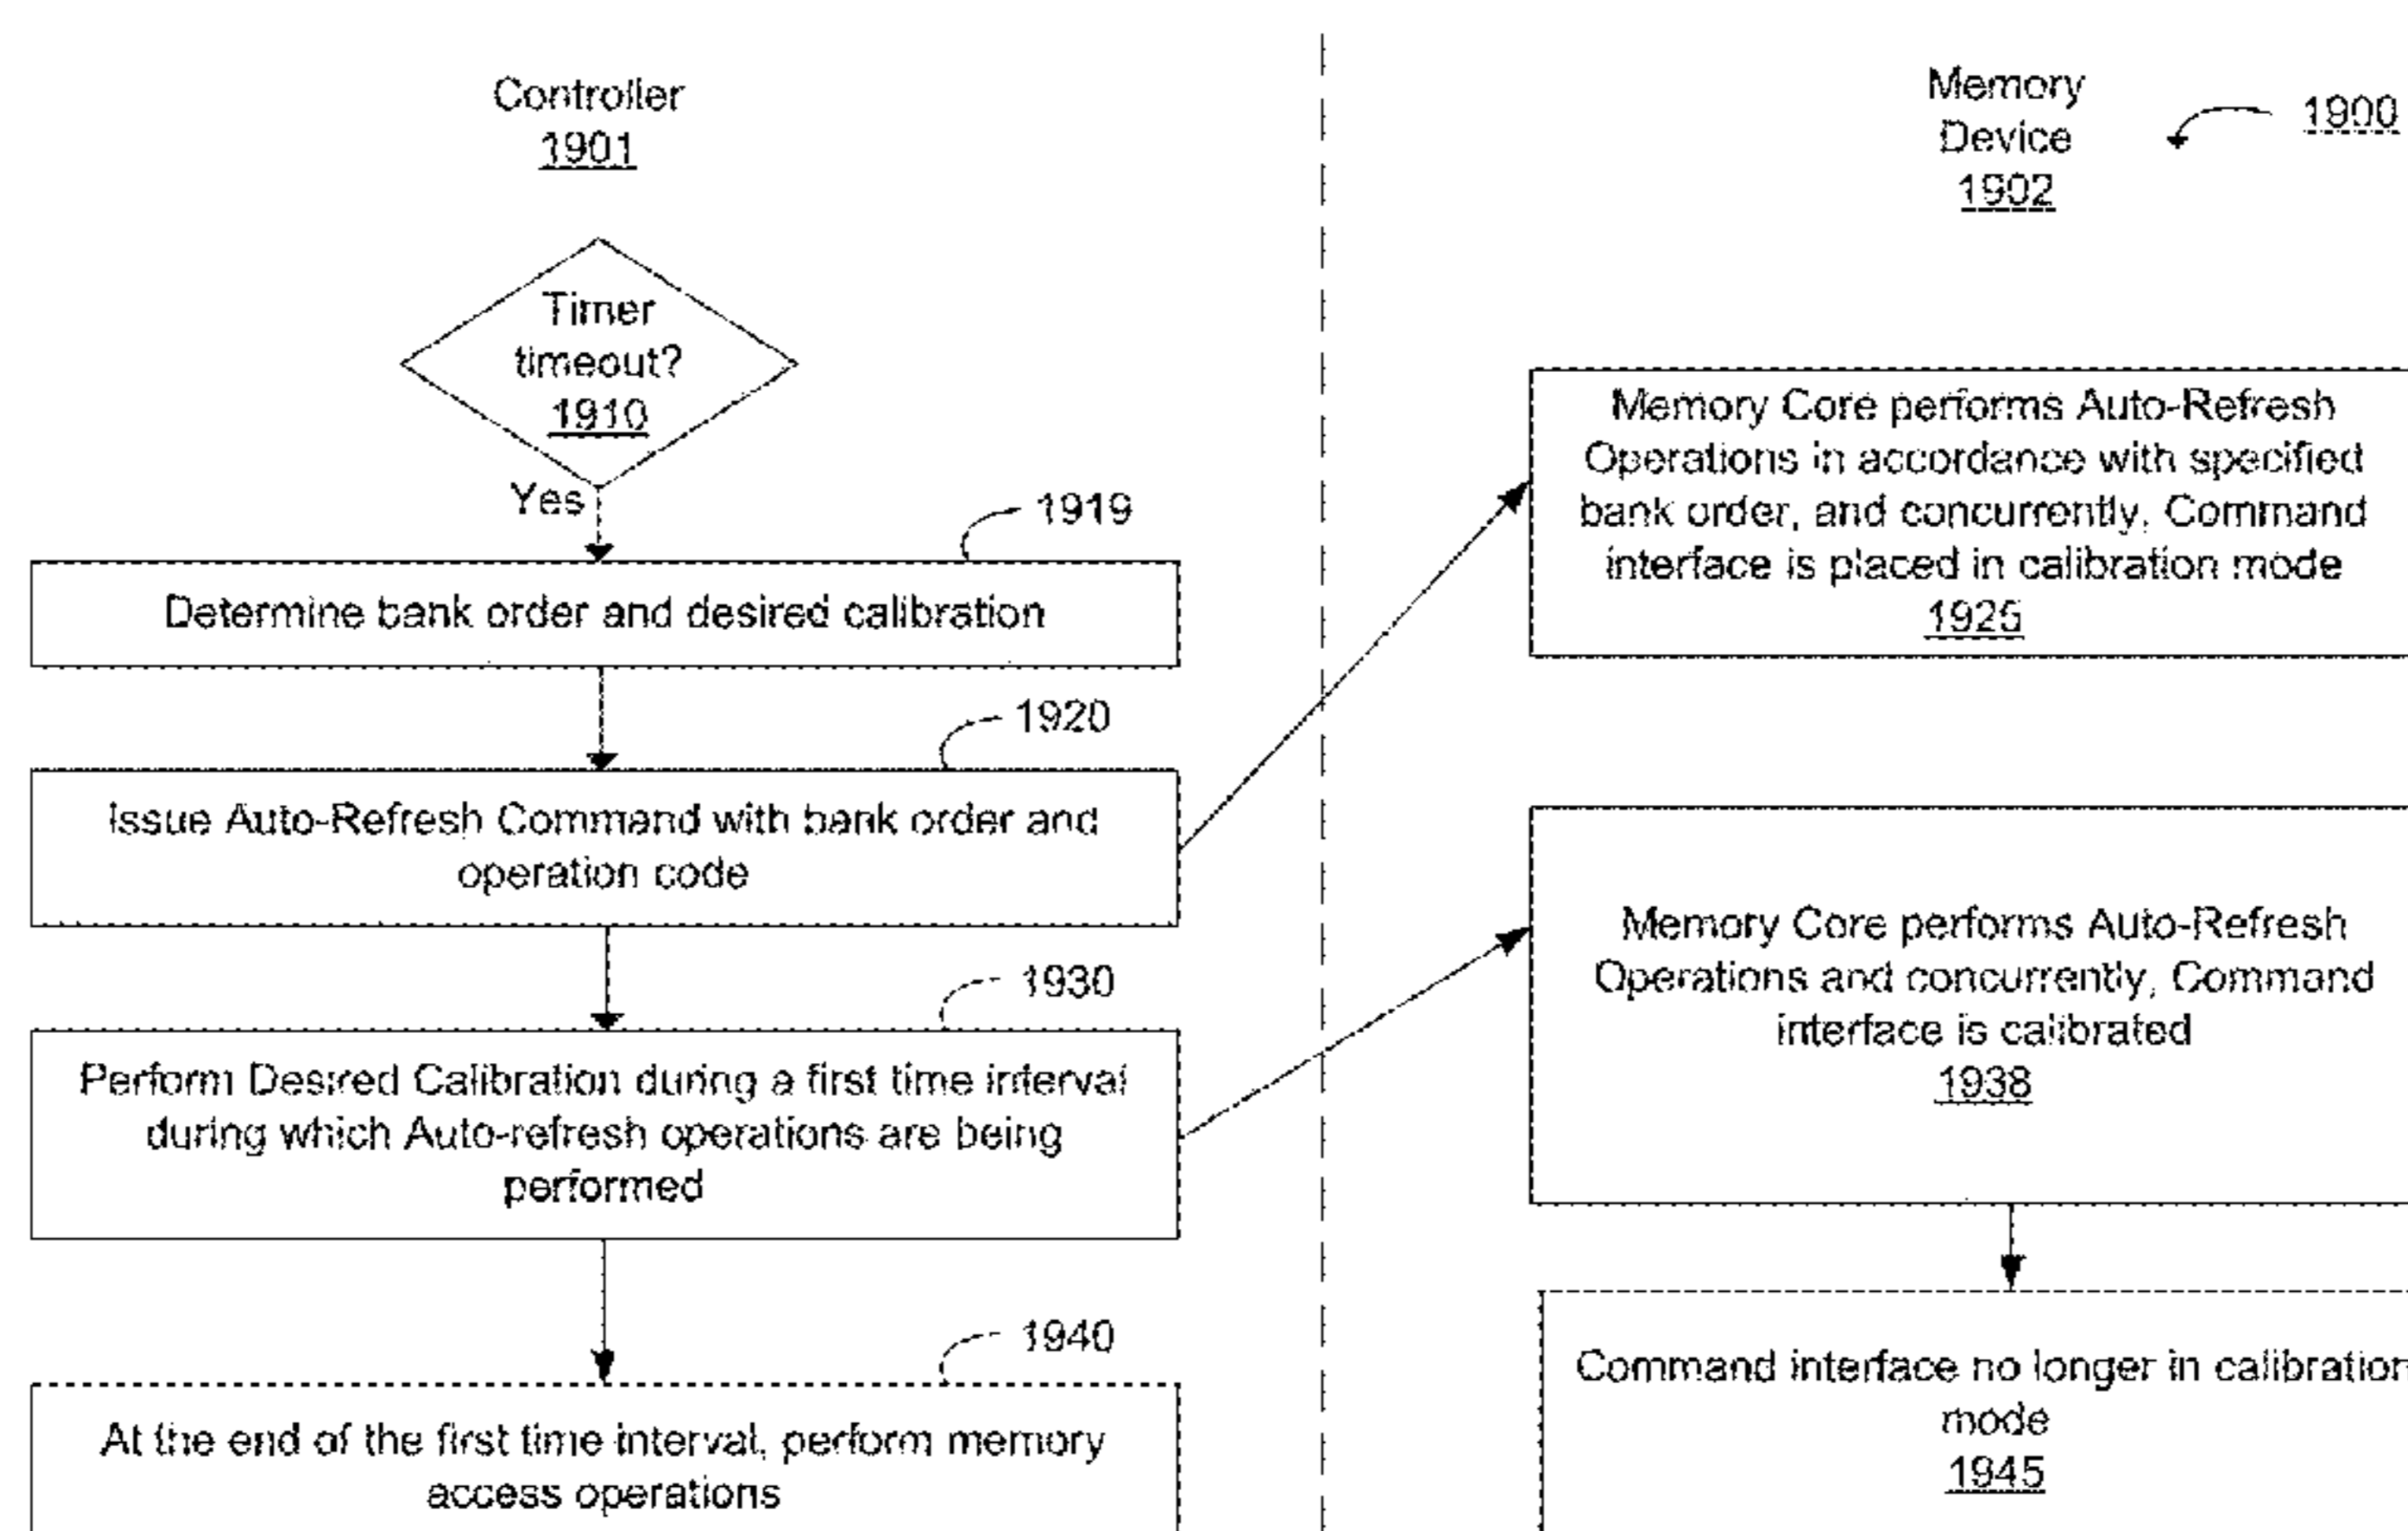 Controller
1901
Timer
timeout?
1910
Yes
1919
Determine bank order and desired calibration
1920
Issue Auto-Refresh Command with bank order and
operation code
1930
Perform Desired Calibration during a first time interval
during which Auto-refresh operations are being
performed
1940
At the end of the first time interval, perform memory
access operations
Memory
Device
1902
1900
Memory Core performs Auto-Refresh
Operations in accordance with specified
bank order, and concurrently, Command
interface is placed in calibration mode
1925
Memory Core performs Auto-Refresh
Operations and concurrently, Command
interface is calibrated
1938
Command interface no longer in calibration
mode
1945